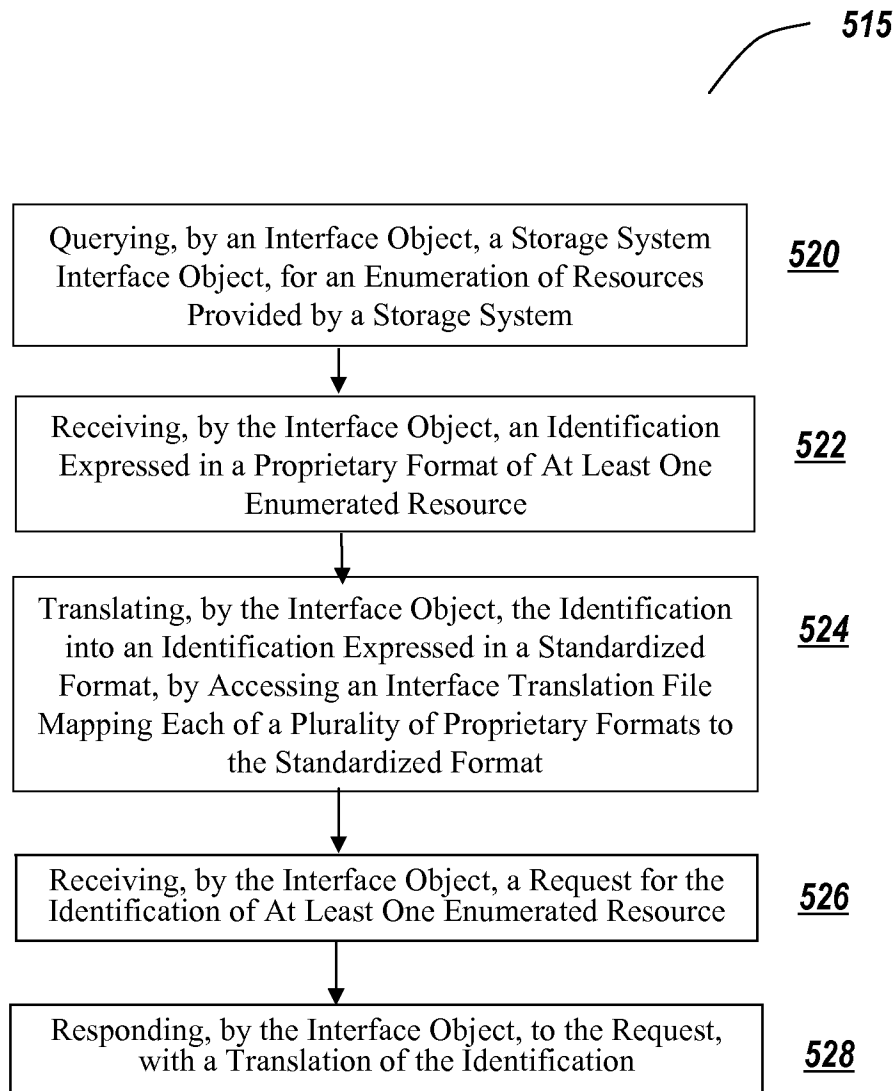 515
Querying, by an Interface Object, a Storage System
Interface Object, for an Enumeration of Resources
Provided by a Storage System
520
Receiving, by the Interface Object, an Identification
Expressed in a Proprietary Format of At Least One
Enumerated Resource
522
Translating, by the Interface Object, the Identification
into an Identification Expressed in a Standardized
Format, by Accessing an Interface Translation File
Mapping Each of a Plurality of Proprietary Formats to
the Standardized Format
524
Receiving, by the Interface Object, a Request for the
Identification of At Least One Enumerated Resource
526
Responding, by the Interface Object, to the Request,
with a Translation of the Identification
528